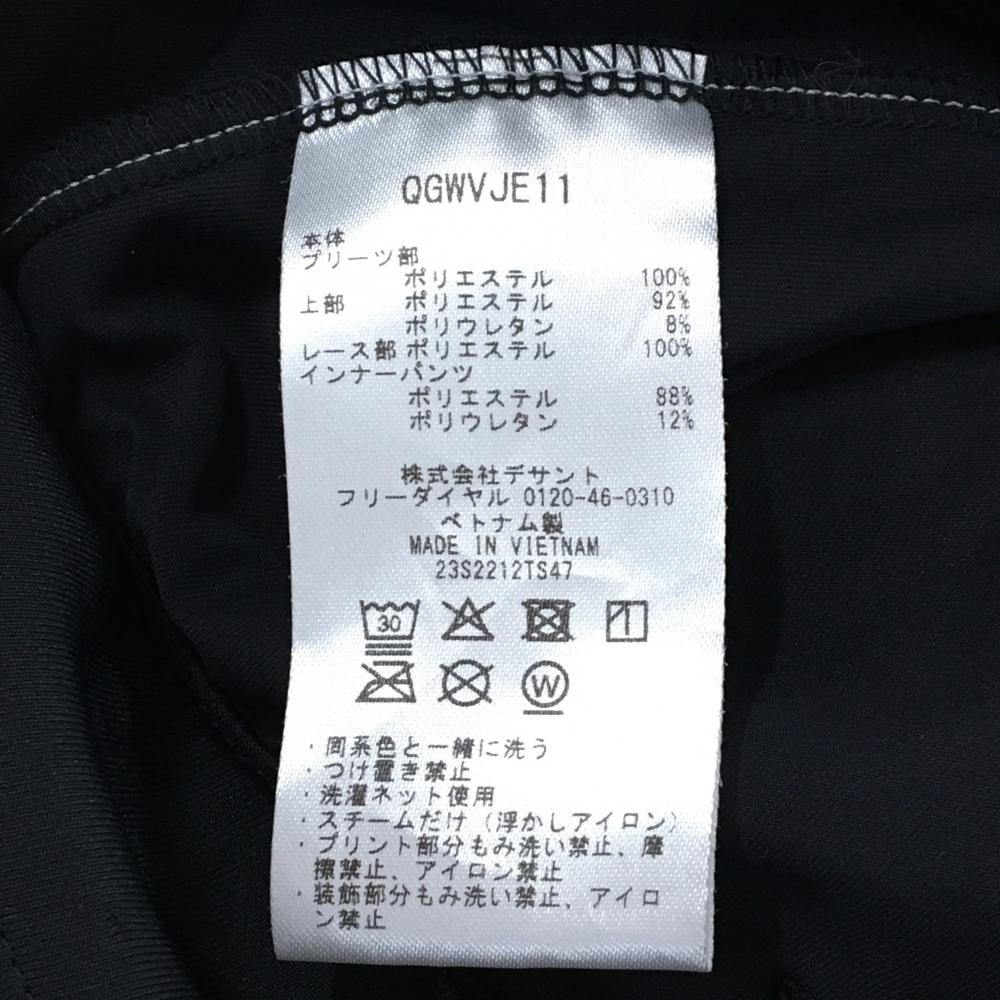 QGWVJE11
本体
プリーツ部
ポリエステル 100%
上部 ポリエステル 92%
ポリウレタン 8%
レース部 ポリエステル 100%
インナーパンツ
ポリエステル 88%
ポリウレタン 12%
株式会社デサント
フリーダイヤル 0120-46-0310
ベトナム製
MADE IN VIETNAM
23S2212TS47
30
W
・同系色と一緒に洗う
・つけ置き禁止
・洗濯ネット使用
・スチームだけ（浮かしアイロン）
・プリント部分もみ洗い禁止、摩
擦禁止、アイロン禁止
・装飾部分もみ洗い禁止、アイロ
ン禁止